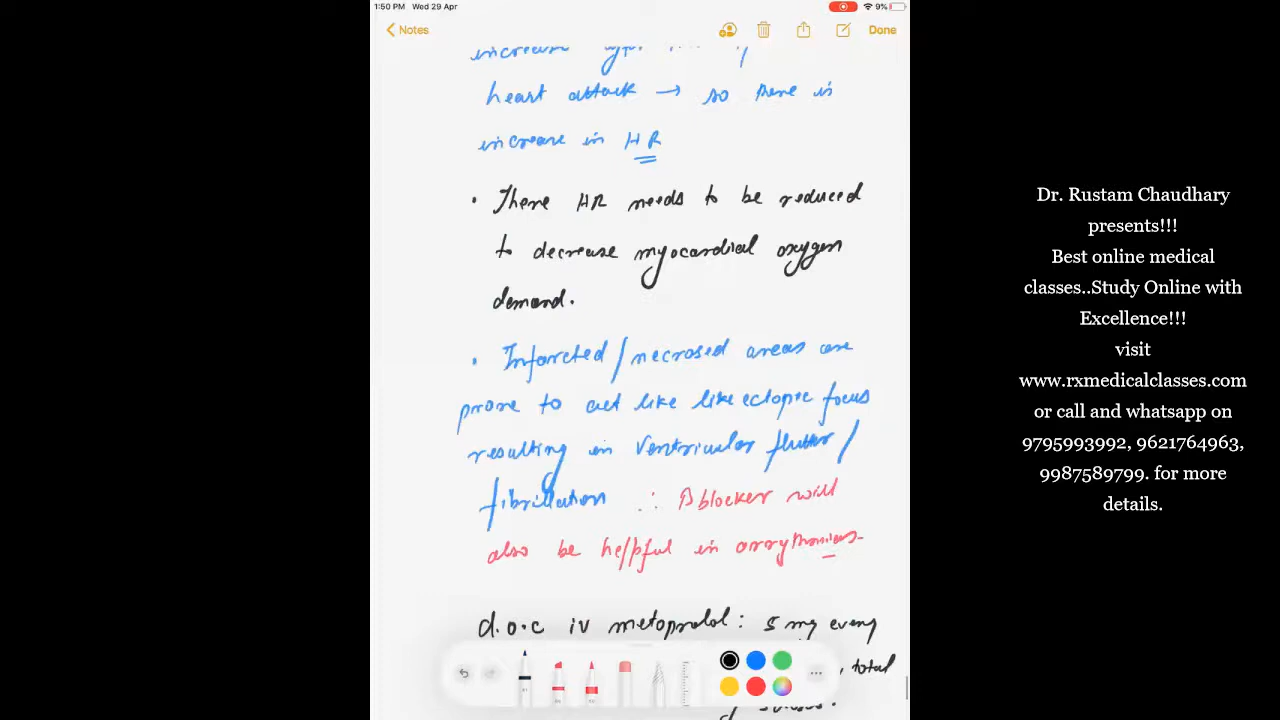 1:50 PM Wed 29 Apr
9%
Notes
Done
increase
heart attack → so there is
increase in HR
• There HR needs to be reduced
to decrease myocardial oxygen
demand.
• Infarcted/necrosed areas are
prone to act like like ectopic focus
resulting in ventricular flutter/
fibrillation ∴ β blocker will
also be helpful in arrythmias.
d.o.c iv metoprolol: 5 mg every
, total
Dr. Rustam Chaudhary
presents!!!
Best online medical
classes..Study Online with
Excellence!!!
visit
www.rxmedicalclasses.com
or call and whatsapp on
9795993992, 9621764963,
9987589799. for more
details.